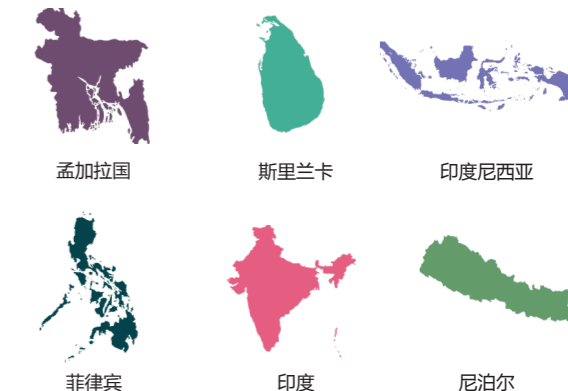 孟加拉国
斯里兰卡
印度尼西亚
菲律宾
印度
尼泊尔